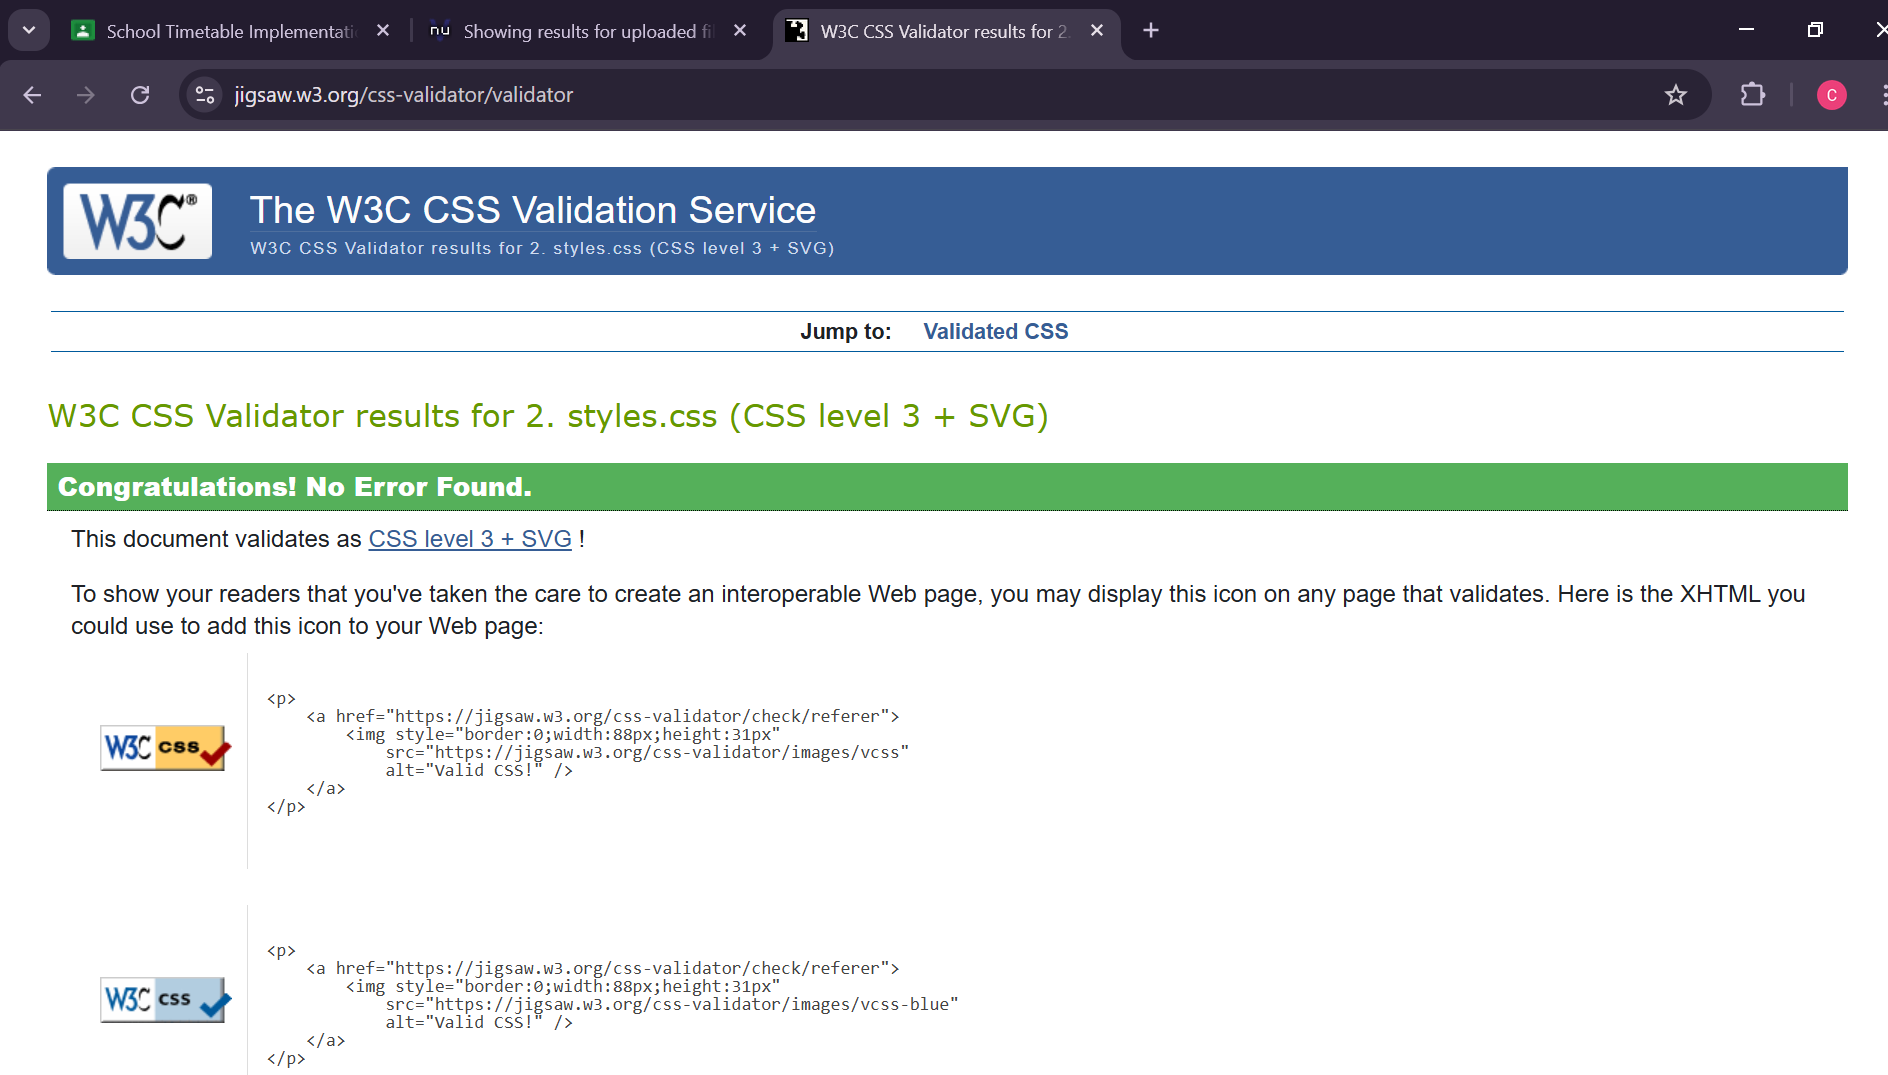 School Timetable Implementati
nu Showing results for uploaded fi
W3C CSS Validator results for 2.
jigsaw.w3.org/css-validator/validator
C
W3C®
The W3C CSS Validation Service
W3C CSS Validator results for 2. styles.css (CSS level 3 + SVG)
Jump to: Validated CSS
W3C CSS Validator results for 2. styles.css (CSS level 3 + SVG)
Congratulations! No Error Found.
This document validates as CSS level 3 + SVG !
To show your readers that you've taken the care to create an interoperable Web page, you may display this icon on any page that validates. Here is the XHTML you
could use to add this icon to your Web page:
W3C css
<p>
<a href="https://jigsaw.w3.org/css-validator/check/referer">
<img style="border:0;width:88px;height:31px"
src="https://jigsaw.w3.org/css-validator/images/vcss"
alt="Valid CSS!" />
</a>
</p>
W3C css
<p>
<a href="https://jigsaw.w3.org/css-validator/check/referer">
<img style="border:0;width:88px;height:31px"
src="https://jigsaw.w3.org/css-validator/images/vcss-blue"
alt="Valid CSS!" />
</a>
</p>